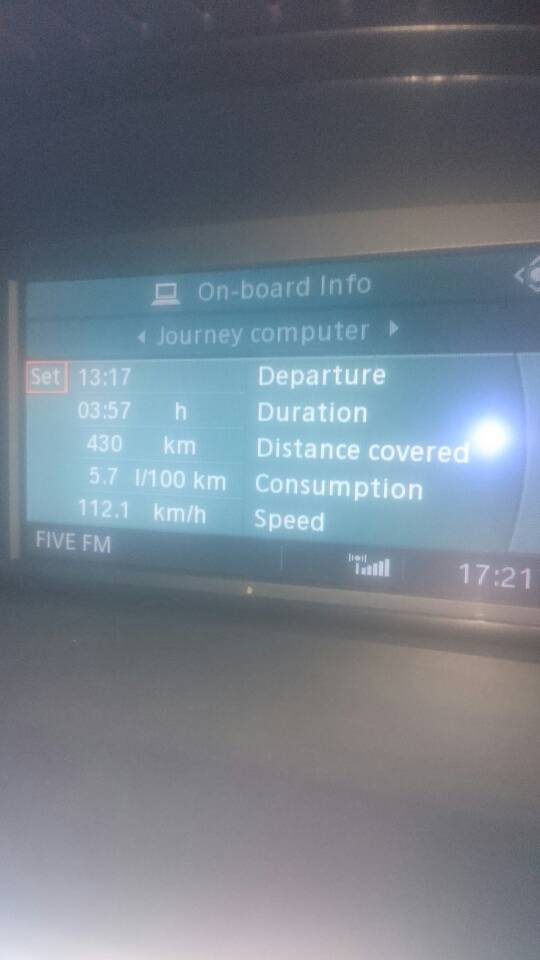 On-board Info
Journey computer
Set 13:17 Departure
03:57 h Duration
430 km Distance covered
5.7 l/100 km Consumption
112.1 km/h Speed
FIVE FM 17:21